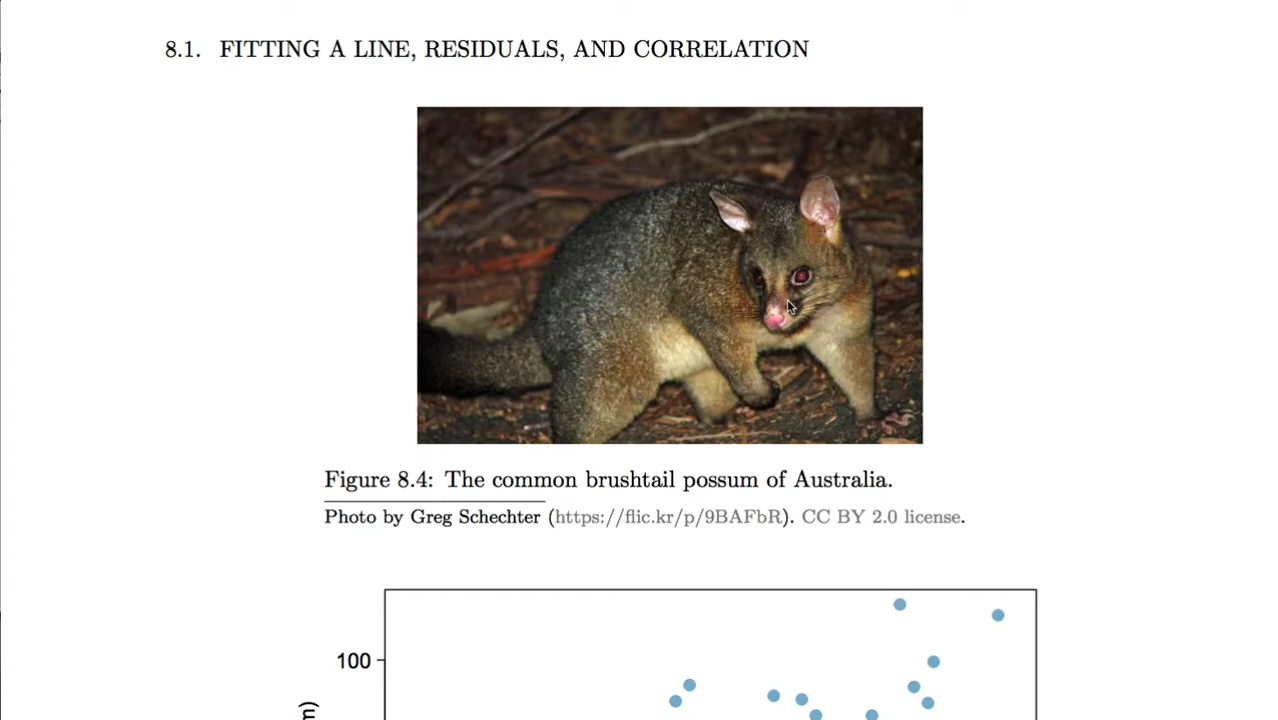 8.1. FITTING A LINE, RESIDUALS, AND CORRELATION
Figure 8.4: The common brushtail possum of Australia.
Photo by Greg Schechter (https://flic.kr/p/9BAFbR). CC BY 2.0 license.
100
m)